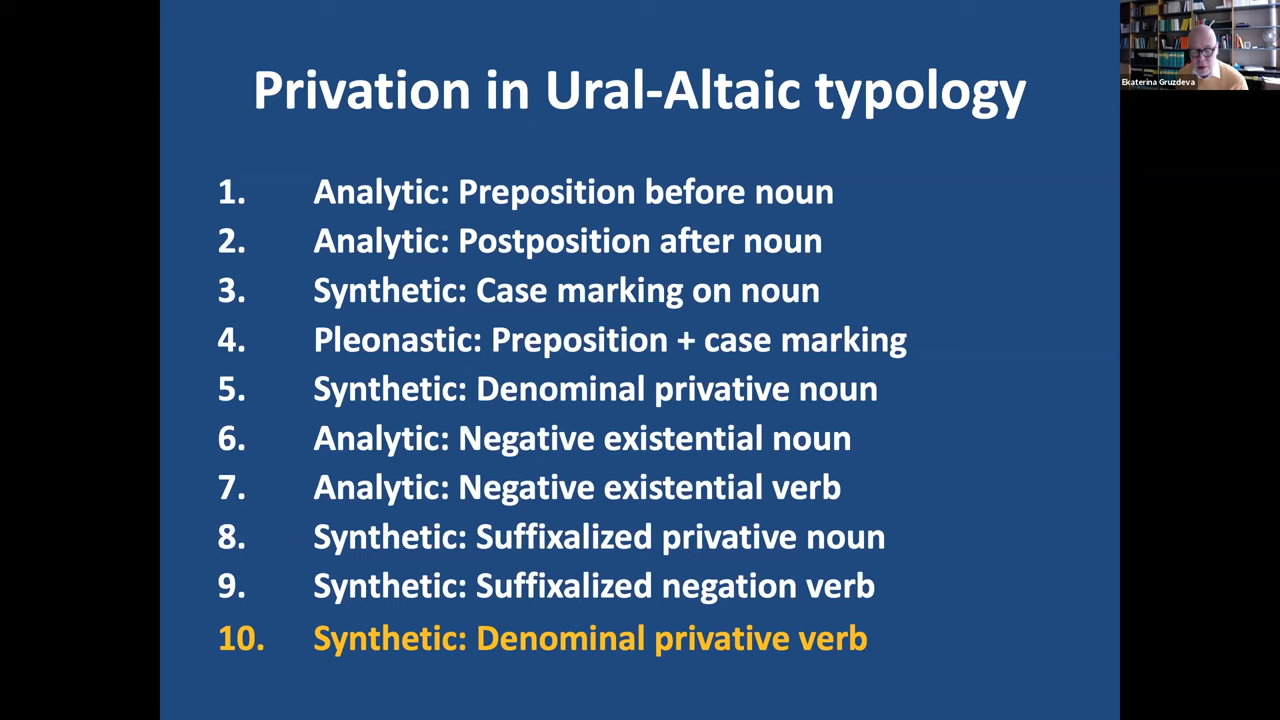 Privation in Ural-Altaic typology
1. Analytic: Preposition before noun
2. Analytic: Postposition after noun
3. Synthetic: Case marking on noun
4. Pleonastic: Preposition + case marking
5. Synthetic: Denominal privative noun
6. Analytic: Negative existential noun
7. Analytic: Negative existential verb
8. Synthetic: Suffixalized privative noun
9. Synthetic: Suffixalized negation verb
10. Synthetic: Denominal privative verb
Ekaterina Gruzdeva